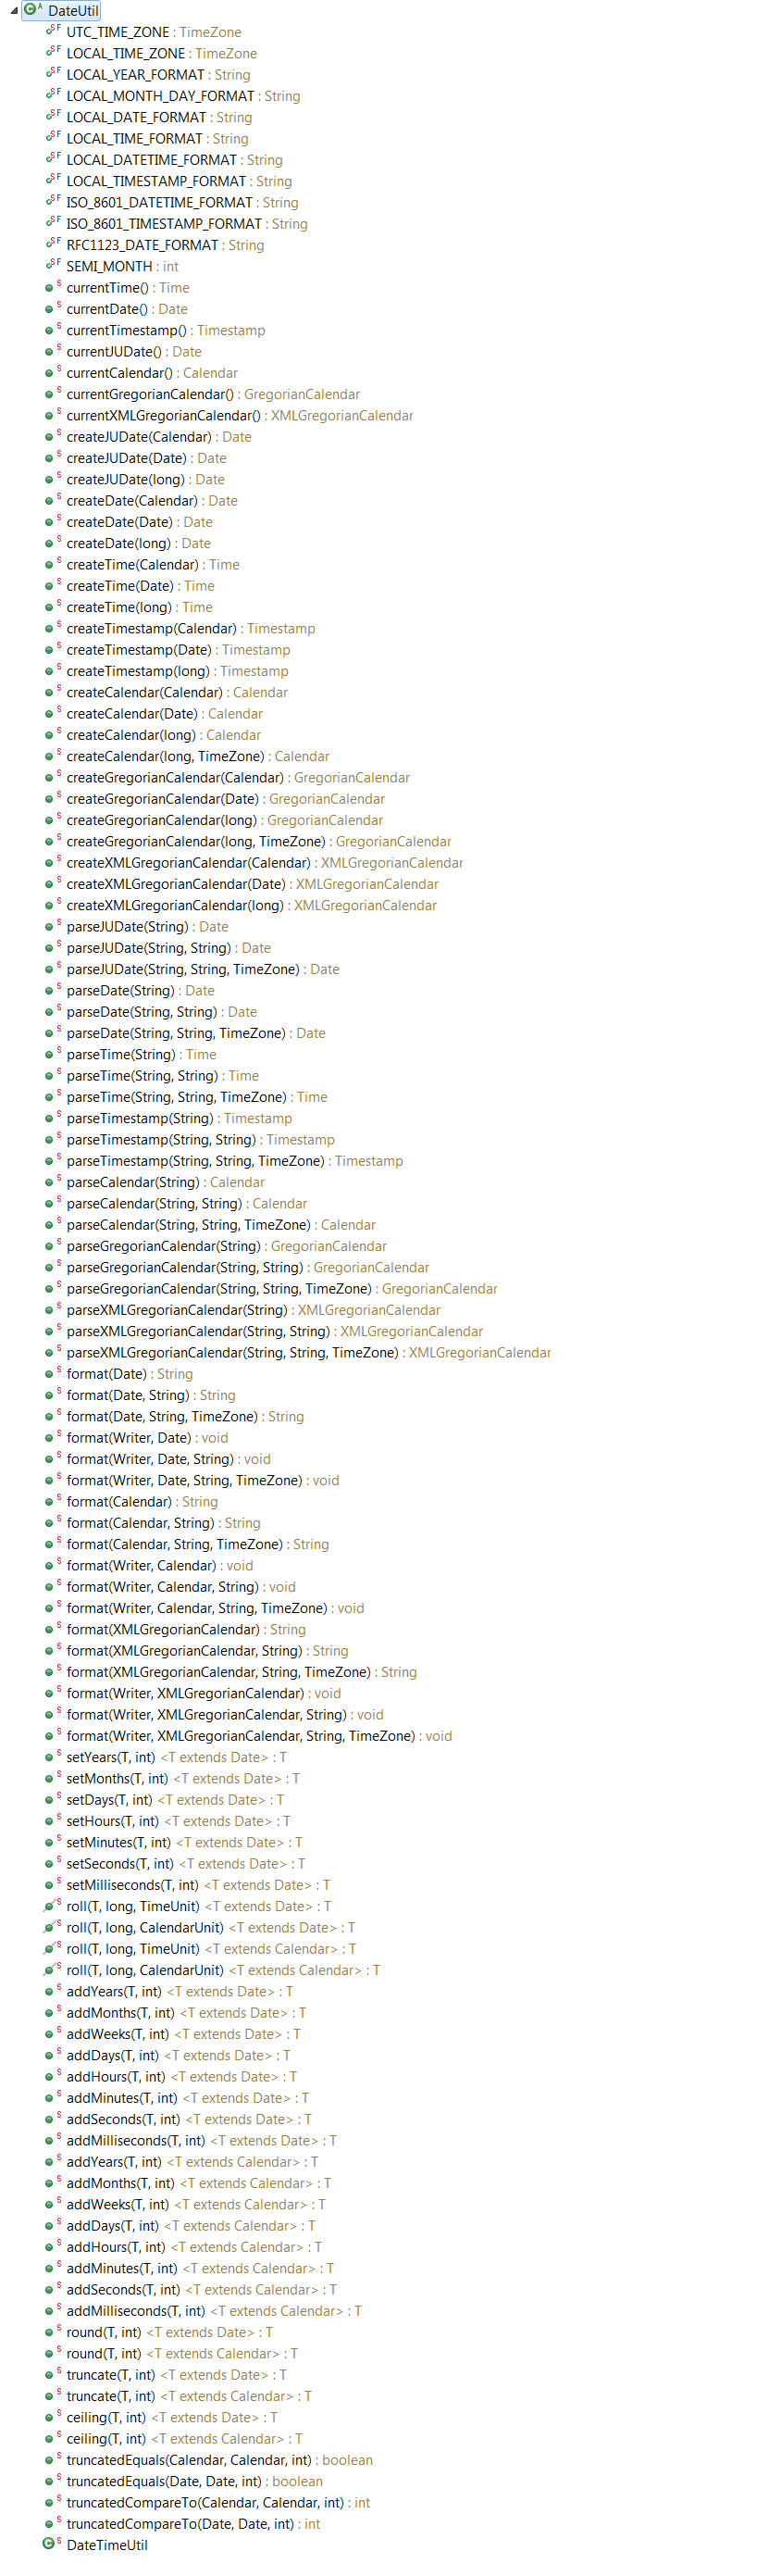 DateUtil
UTC_TIME_ZONE : TimeZone
LOCAL_TIME_ZONE : TimeZone
LOCAL_YEAR_FORMAT : String
LOCAL_MONTH_DAY_FORMAT : String
LOCAL_DATE_FORMAT : String
LOCAL_TIME_FORMAT : String
LOCAL_DATETIME_FORMAT : String
LOCAL_TIMESTAMP_FORMAT : String
ISO_8601_DATETIME_FORMAT : String
ISO_8601_TIMESTAMP_FORMAT : String
RFC1123_DATE_FORMAT : String
SEMI_MONTH : int
currentTime() : Time
currentDate() : Date
currentTimestamp() : Timestamp
currentJUDate() : Date
currentCalendar() : Calendar
currentGregorianCalendar() : GregorianCalendar
currentXMLGregorianCalendar() : XMLGregorianCalendar
createJUDate(Calendar) : Date
createJUDate(Date) : Date
createJUDate(long) : Date
createDate(Calendar) : Date
createDate(Date) : Date
createDate(long) : Date
createTime(Calendar) : Time
createTime(Date) : Time
createTime(long) : Time
createTimestamp(Calendar) : Timestamp
createTimestamp(Date) : Timestamp
createTimestamp(long) : Timestamp
createCalendar(Calendar) : Calendar
createCalendar(Date) : Calendar
createCalendar(long) : Calendar
createCalendar(long, TimeZone) : Calendar
createGregorianCalendar(Calendar) : GregorianCalendar
createGregorianCalendar(Date) : GregorianCalendar
createGregorianCalendar(long) : GregorianCalendar
createGregorianCalendar(long, TimeZone) : GregorianCalendar
createXMLGregorianCalendar(Calendar) : XMLGregorianCalendar
createXMLGregorianCalendar(Date) : XMLGregorianCalendar
createXMLGregorianCalendar(long) : XMLGregorianCalendar
parseJUDate(String) : Date
parseJUDate(String, String) : Date
parseJUDate(String, String, TimeZone) : Date
parseDate(String) : Date
parseDate(String, String) : Date
parseDate(String, String, TimeZone) : Date
parseTime(String) : Time
parseTime(String, String) : Time
parseTime(String, String, TimeZone) : Time
parseTimestamp(String) : Timestamp
parseTimestamp(String, String) : Timestamp
parseTimestamp(String, String, TimeZone) : Timestamp
parseCalendar(String) : Calendar
parseCalendar(String, String) : Calendar
parseCalendar(String, String, TimeZone) : Calendar
parseGregorianCalendar(String) : GregorianCalendar
parseGregorianCalendar(String, String) : GregorianCalendar
parseGregorianCalendar(String, String, TimeZone) : GregorianCalendar
parseXMLGregorianCalendar(String) : XMLGregorianCalendar
parseXMLGregorianCalendar(String, String) : XMLGregorianCalendar
parseXMLGregorianCalendar(String, String, TimeZone) : XMLGregorianCalendar
format(Date) : String
format(Date, String) : String
format(Date, String, TimeZone) : String
format(Writer, Date) : void
format(Writer, Date, String) : void
format(Writer, Date, String, TimeZone) : void
format(Calendar) : String
format(Calendar, String) : String
format(Calendar, String, TimeZone) : String
format(Writer, Calendar) : void
format(Writer, Calendar, String) : void
format(Writer, Calendar, String, TimeZone) : void
format(XMLGregorianCalendar) : String
format(XMLGregorianCalendar, String) : String
format(XMLGregorianCalendar, String, TimeZone) : String
format(Writer, XMLGregorianCalendar) : void
format(Writer, XMLGregorianCalendar, String) : void
format(Writer, XMLGregorianCalendar, String, TimeZone) : void
setYears(T, int) <T extends Date> : T
setMonths(T, int) <T extends Date> : T
setDays(T, int) <T extends Date> : T
setHours(T, int) <T extends Date> : T
setMinutes(T, int) <T extends Date> : T
setSeconds(T, int) <T extends Date> : T
setMilliseconds(T, int) <T extends Date> : T
roll(T, long, TimeUnit) <T extends Date> : T
roll(T, long, CalendarUnit) <T extends Date> : T
roll(T, long, TimeUnit) <T extends Calendar> : T
roll(T, long, CalendarUnit) <T extends Calendar> : T
addYears(T, int) <T extends Date> : T
addMonths(T, int) <T extends Date> : T
addWeeks(T, int) <T extends Date> : T
addDays(T, int) <T extends Date> : T
addHours(T, int) <T extends Date> : T
addMinutes(T, int) <T extends Date> : T
addSeconds(T, int) <T extends Date> : T
addMilliseconds(T, int) <T extends Date> : T
addYears(T, int) <T extends Calendar> : T
addMonths(T, int) <T extends Calendar> : T
addWeeks(T, int) <T extends Calendar> : T
addDays(T, int) <T extends Calendar> : T
addHours(T, int) <T extends Calendar> : T
addMinutes(T, int) <T extends Calendar> : T
addSeconds(T, int) <T extends Calendar> : T
addMilliseconds(T, int) <T extends Calendar> : T
round(T, int) <T extends Date> : T
round(T, int) <T extends Calendar> : T
truncate(T, int) <T extends Date> : T
truncate(T, int) <T extends Calendar> : T
ceiling(T, int) <T extends Date> : T
ceiling(T, int) <T extends Calendar> : T
truncatedEquals(Calendar, Calendar, int) : boolean
truncatedEquals(Date, Date, int) : boolean
truncatedCompareTo(Calendar, Calendar, int) : int
truncatedCompareTo(Date, Date, int) : int
DateTimeUtil